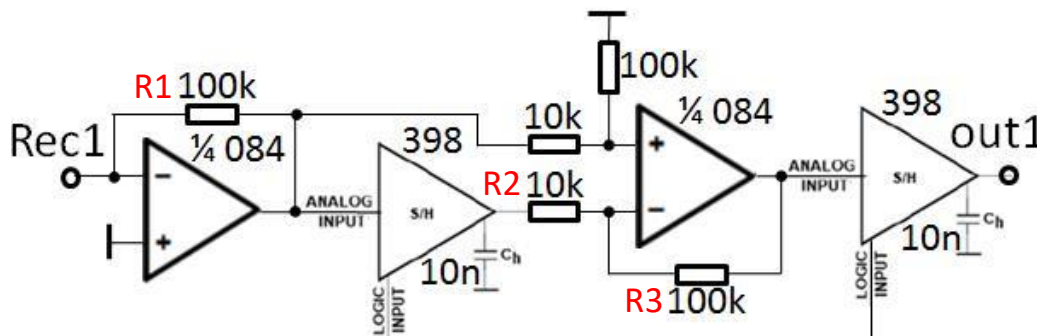 R1 100k
Rec1
¼ 084
-
+
398
ANALOG
INPUT
S/H
Ch
10n
LOGIC
INPUT
100k
10k
R2 10k
¼ 084
+
-
R3 100k
398
out1
ANALOG
INPUT
S/H
Ch
10n
LOGIC
INPUT